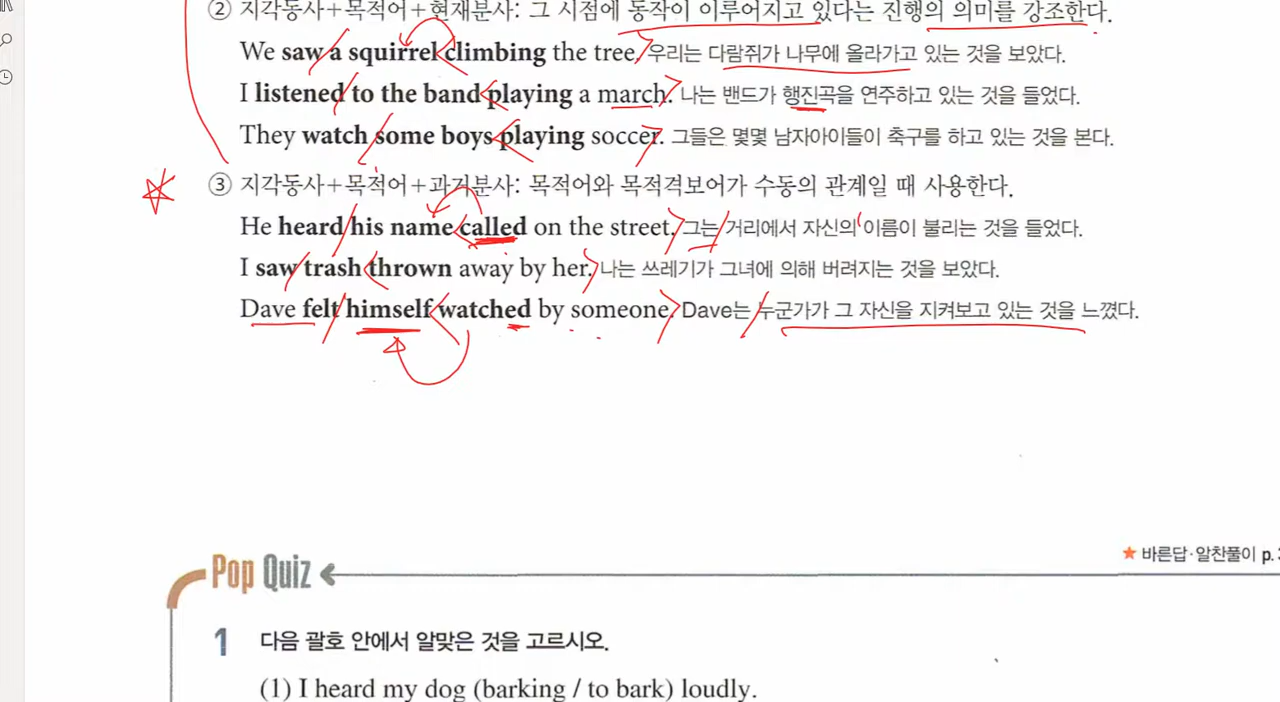 ② 지각동사+목적어+현재분사: 그 시점에 동작이 이루어지고 있다는 진행의 의미를 강조한다.
We saw a squirrel climbing the tree. 우리는 다람쥐가 나무에 올라가고 있는 것을 보았다.
I listened to the band playing a march. 나는 밴드가 행진곡을 연주하고 있는 것을 들었다.
They watch some boys playing soccer. 그들은 몇몇 남자아이들이 축구를 하고 있는 것을 본다.
③ 지각동사+목적어+과거분사: 목적어와 목적격보어가 수동의 관계일 때 사용한다.
He heard his name called on the street. 그는 거리에서 자신의 이름이 불리는 것을 들었다.
I saw trash thrown away by her. 나는 쓰레기가 그녀에 의해 버려지는 것을 보았다.
Dave felt himself watched by someone. Dave는 누군가가 그 자신을 지켜보고 있는 것을 느꼈다.
★ 바른답·알찬풀이 p.
Pop Quiz
1 다음 괄호 안에서 알맞은 것을 고르시오.
(1) I heard my dog (barking / to bark) loudly.